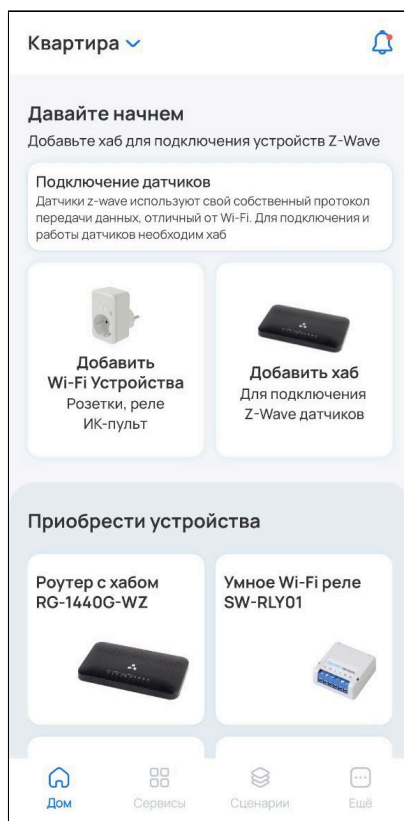 Квартира
Давайте начнем
Добавьте хаб для подключения устройств Z-Wave
Подключение датчиков
Датчики z-wave используют свой собственный протокол
передачи данных, отличный от Wi-Fi. Для подключения и
работы датчиков необходим хаб
Добавить
Wi-Fi Устройства
Розетки, реле
ИК-пульт
Добавить хаб
Для подключения
Z-Wave датчиков
Приобрести устройства
Роутер с хабом
RG-1440G-WZ
Умное Wi-Fi реле
SW-RLY01
Дом
Сервисы
Сценарии
Ещё